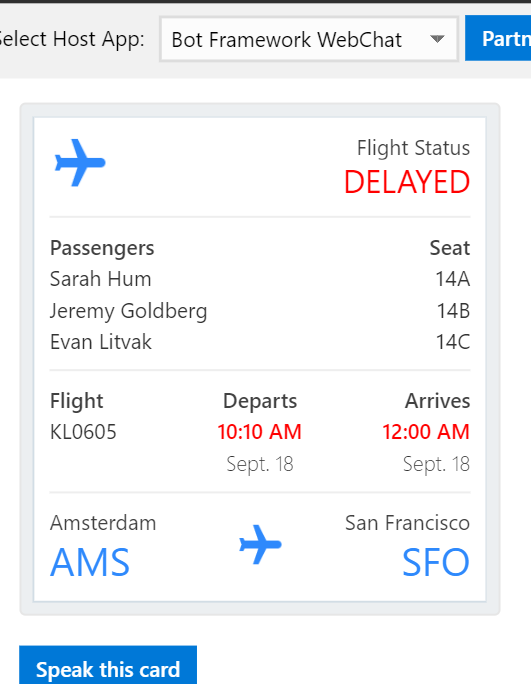 Select Host App: Bot Framework WebChat Partn
Flight Status
DELAYED
Passengers Seat
Sarah Hum 14A
Jeremy Goldberg 14B
Evan Litvak 14C
Flight Departs Arrives
KL0605 10:10 AM 12:00 AM
Sept. 18 Sept. 18
Amsterdam San Francisco
AMS SFO
Speak this card